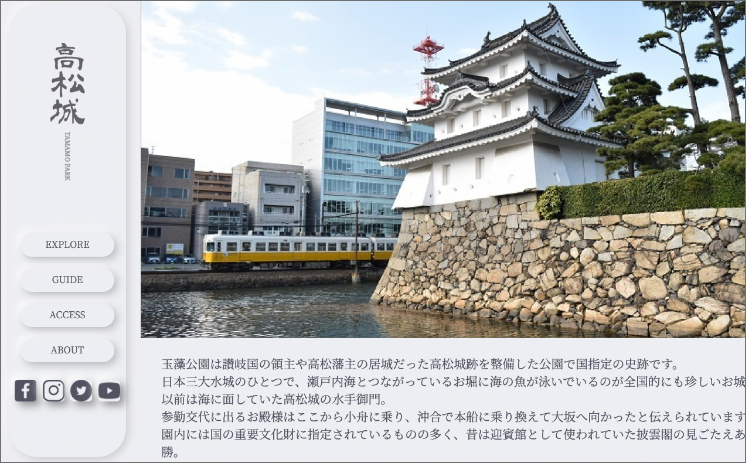 高松城
TAMAMO PARK
EXPLORE
GUIDE
ACCESS
ABOUT
玉藻公園は讃岐国の領主や高松藩主の居城だった高松城跡を整備した公園で国指定の史跡です。
日本三大水城のひとつで、瀬戸内海とつながっているお堀に海の魚が泳いでいるのが全国的にも珍しいお城
以前は海に面していた高松城の水手御門。
参勤交代に出るお殿様はここから小舟に乗り、沖合で本船に乗り換えて大坂へ向かったと伝えられています
園内には国の重要文化財に指定されているものの多く、昔は迎賓館として使われていた披雲閣の見ごたえあ
勝。